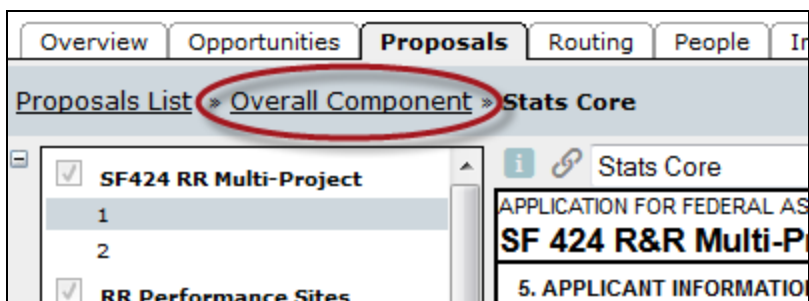 Overview Opportunities Proposals Routing People
Proposals List » Overall Component » Stats Core
SF424 RR Multi-Project
1
2
RR Performance Sites
Stats Core
APPLICATION FOR FEDERAL AS
SF 424 R&R Multi-P
5. APPLICANT INFORMATIO